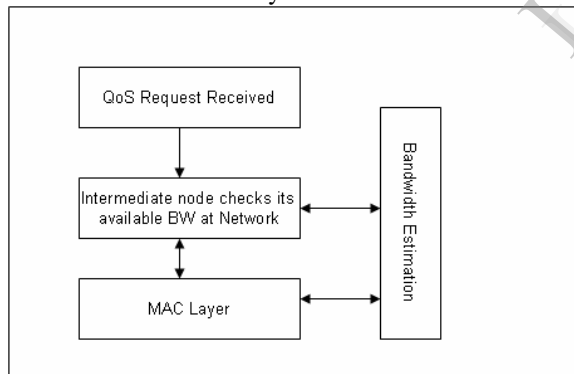 QoS Request Received
Intermediate node checks its
available BW at Network
MAC Layer
Bandwidth Estimation